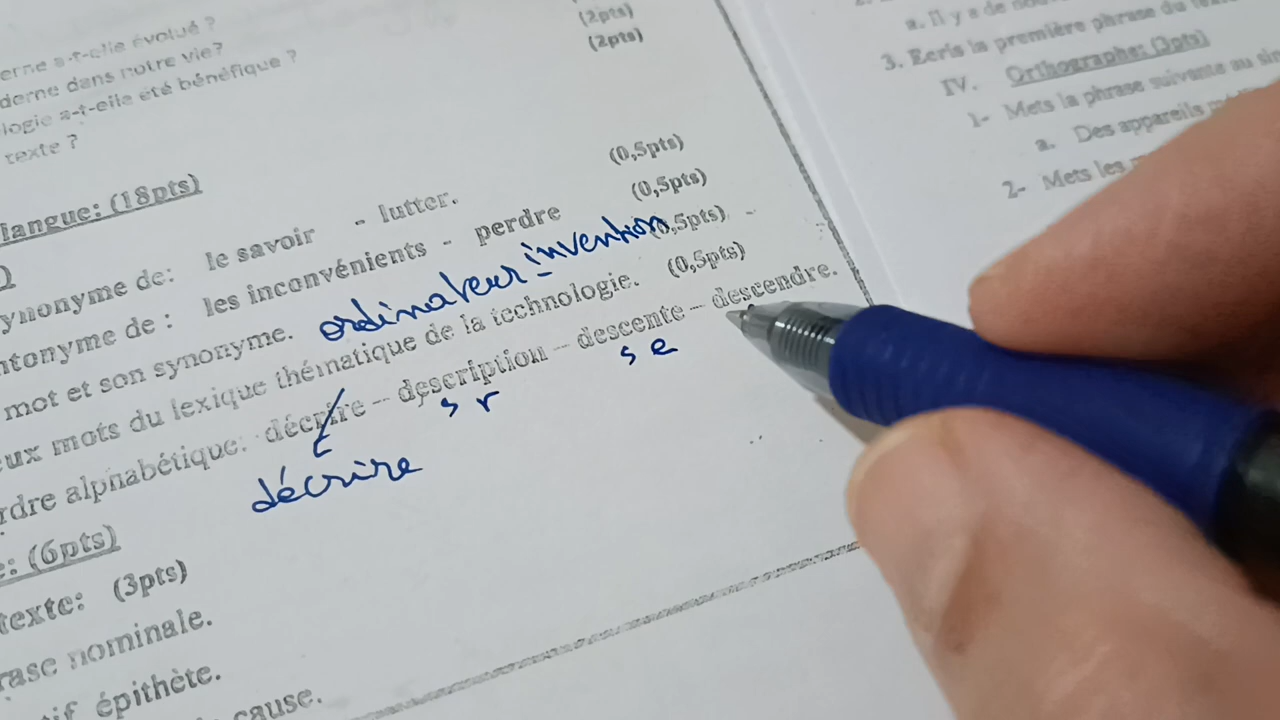 erne a-t-elle évolué ?
(2pts)
derne dans notre vie?
(2pts)
logie a-t-elle été bénéfique ?
texte ?
langue: (18pts)
ynonyme de: le savoir - lutter. (0,5pts)
ntonyme de : les inconvénients - perdre (0,5pts)
mot et son synonyme. ordinateur invention (0,5pts)
eux mots du lexique thématique de la technologie. (0,5pts)
rdre alphabétique: décrire – description – descente – descendre.
s r
s e
décrire
e: (6pts)
texte: (3pts)
rase nominale.
tif épithète.
cause.
a. Il y a de
3. Ecris la première phrase du
IV. Orthographe: (3pts)
1- Mets la phrase suivante au
a. Des appareils
2- Mets les